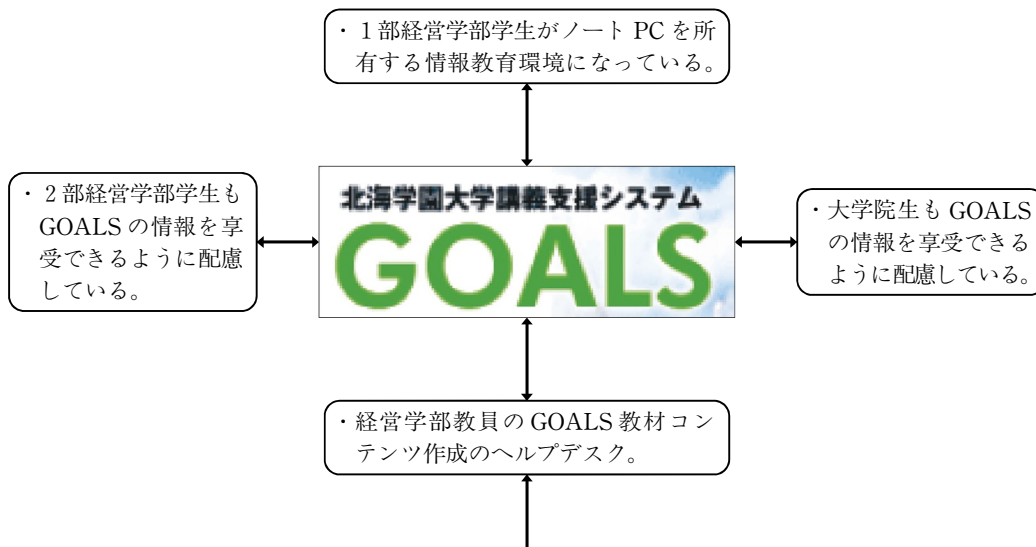 ・１部経営学部学生がノート PC を所
有する情報教育環境になっている。
・２部経営学部学生も
GOALS の情報を享
受できるように配慮
している。
北海学園大学講義支援システム
GOALS
・大学院生も GOALS
の情報を享受できる
ように配慮している。
・経営学部教員の GOALS 教材コン
テンツ作成のヘルプデスク。